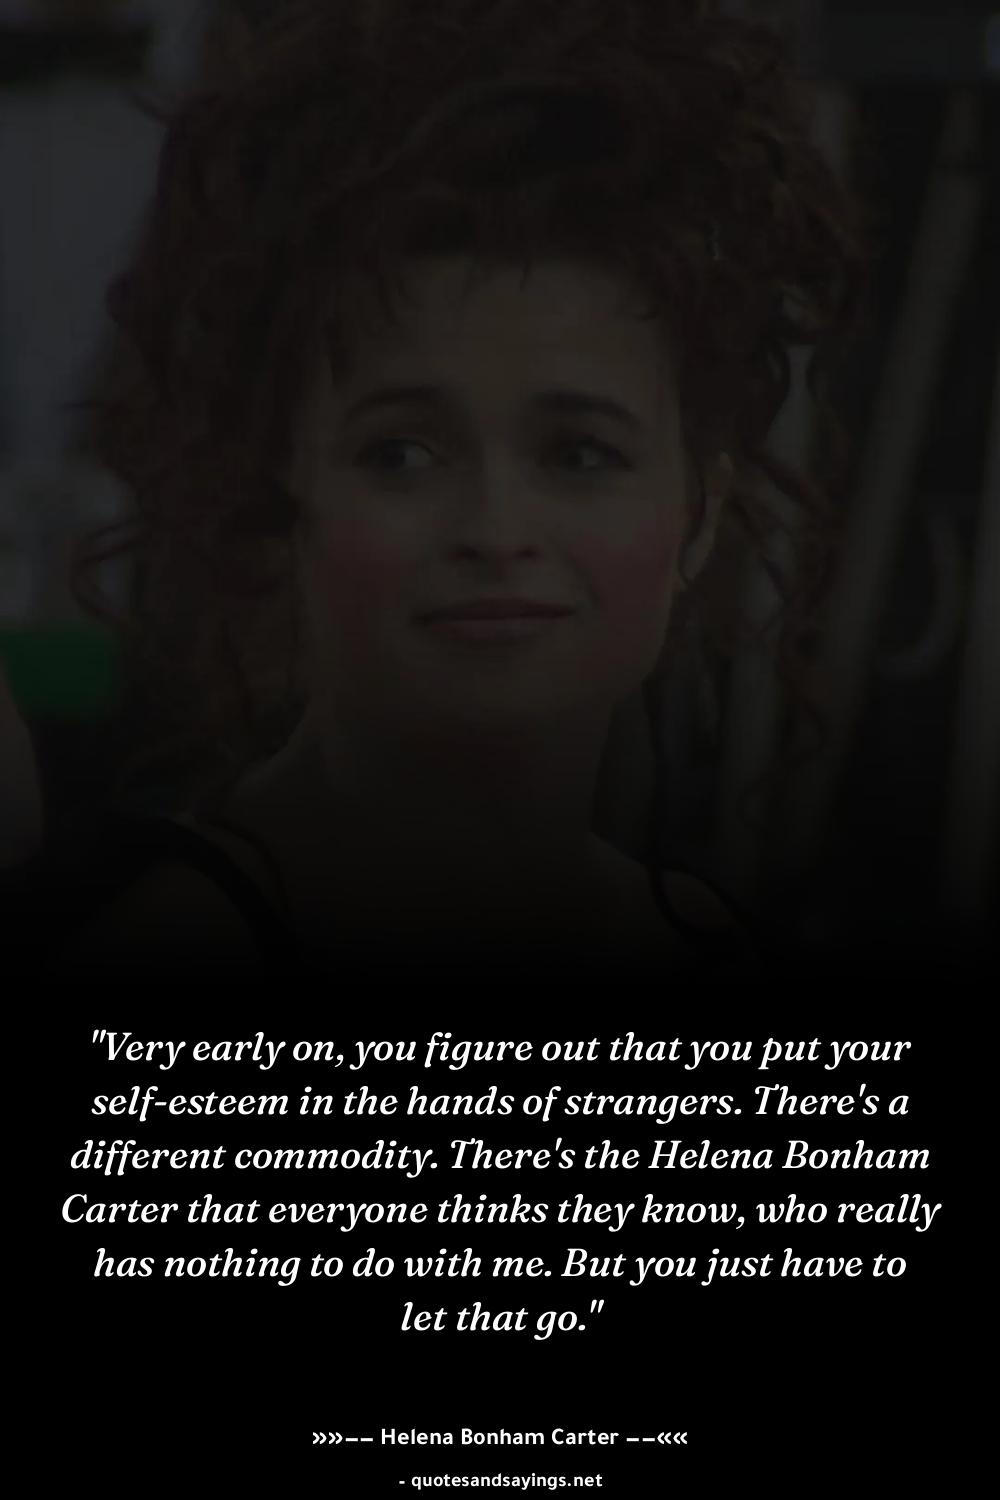 "Very early on, you figure out that you put your
self-esteem in the hands of strangers. There's a
different commodity. There's the Helena Bonham
Carter that everyone thinks they know, who really
has nothing to do with me. But you just have to
let that go."
»»–– Helena Bonham Carter ––««
- quotesandsayings.net